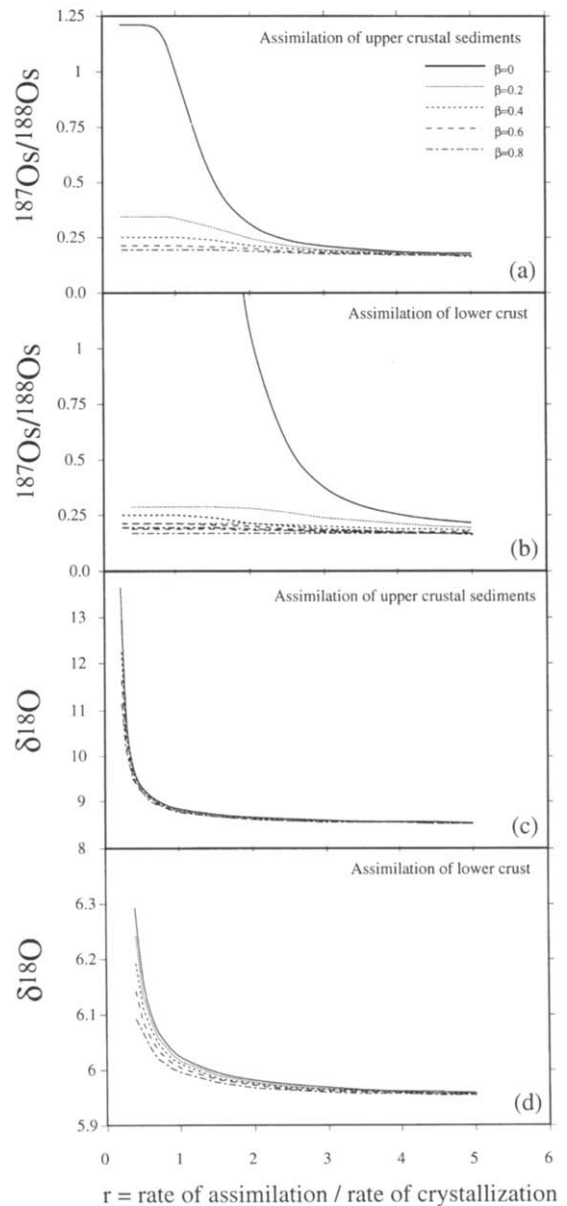 1.25
Assimilation of upper crustal sediments
β=0
β=0.2
β=0.4
β=0.6
β=0.8
1
0.75
0.5
0.25
0.0
187Os/188Os
(a)
Assimilation of lower crust
1
0.75
0.5
0.25
0.0
187Os/188Os
(b)
Assimilation of upper crustal sediments
13
12
11
10
9
8
δ18O
(c)
Assimilation of lower crust
6.3
6.2
6.1
6
5.9
δ18O
(d)
0 1 2 3 4 5 6
r = rate of assimilation / rate of crystallization